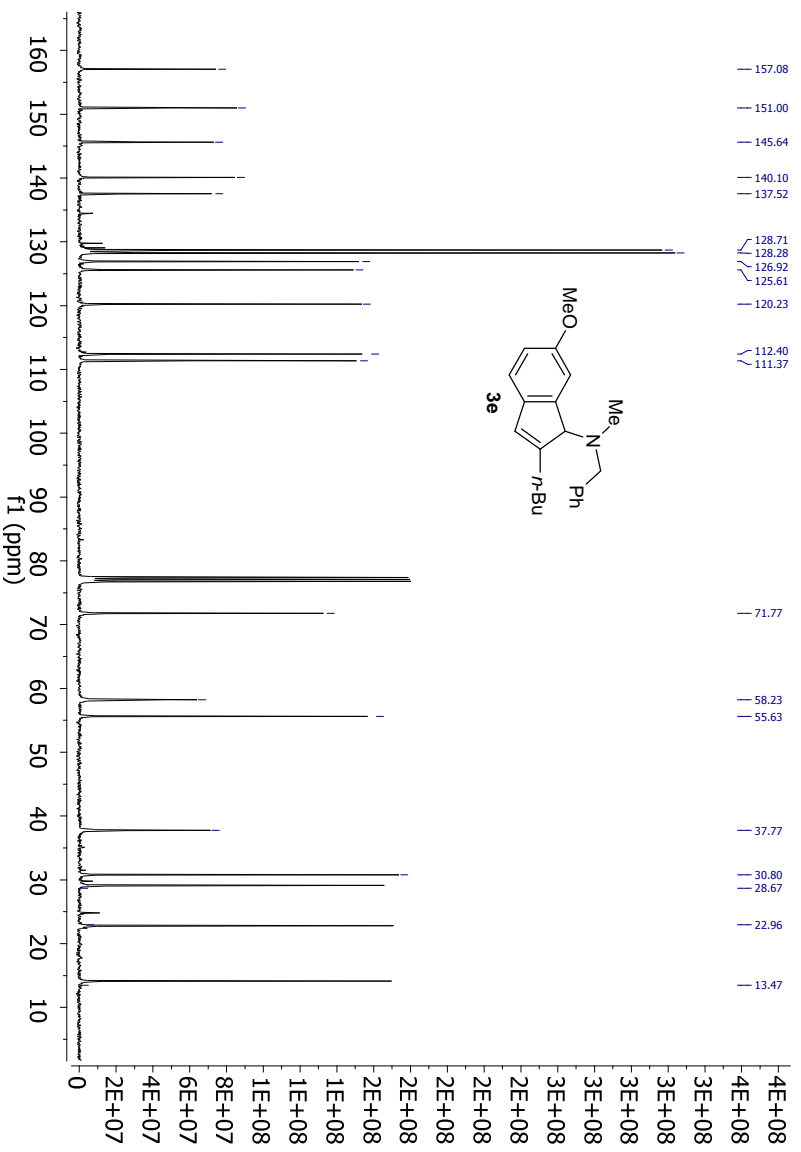 157.08
151.00
145.64
140.10
137.52
128.71
128.28
126.92
125.61
120.23
112.40
111.37
71.77
58.23
55.63
37.77
30.80
28.67
22.96
13.47
MeO
Me
N
Ph
n-Bu
3e
160
150
140
130
120
110
100
90
80
70
60
50
40
30
20
10
f1 (ppm)
0
2E+07
4E+07
6E+07
8E+07
1E+08
1E+08
1E+08
2E+08
2E+08
2E+08
2E+08
2E+08
3E+08
3E+08
3E+08
3E+08
3E+08
4E+08
4E+08